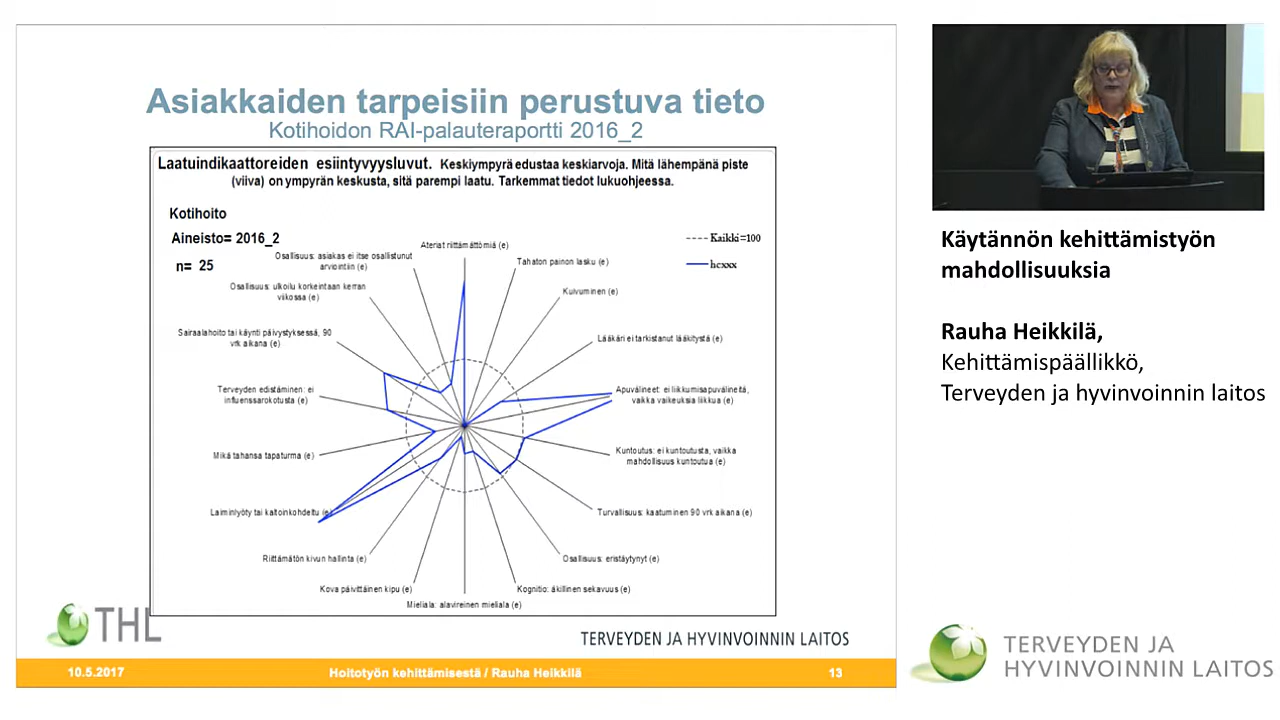 Asiakkaiden tarpeisiin perustuva tieto
Kotihoidon RAI-palauteraportti 2016_2
Laatuindikaattoreiden esiintyvyysluvut. Keskiympyrä edustaa keskiarvoja. Mitä lähempänä piste
(viiva) on ympyrän keskusta, sitä parempi laatu. Tarkemmat tiedot lukuohjeessa.
Kotihoito
Aineisto= 2016_2
n= 25
Kaikki=100
hcxxx
Ateriat riittämättömiä (e)
Tahaton painon lasku (e)
Kuivuminen (e)
Lääkäri ei tarkistanut lääkitystä (e)
Apuvälineet: ei liikkumisapuvälineitä,
vaikka vaikeuksia liikkua (e)
Kuntoutus: ei kuntoutusta, vaikka
mahdollisuus kuntoutua (e)
Turvallisuus: kaatuminen 90 vrk aikana (e)
Osallisuus: eristäytynyt (e)
Kognitio: äkillinen sekavuus (e)
Mieliala: alavireinen mieliala (e)
Kova päivittäinen kipu (e)
Riittämätön kivun hallinta (e)
Laiminlyöty tai kaltoinkohdeltu (e)
Mikä tahansa tapaturma (e)
Terveyden edistäminen: ei
influenssarokotusta (e)
Sairaalahoito tai käynti päivystyksessä, 90
vrk aikana (e)
Osallisuus: ulkoilu korkeintaan kerran
viikossa (e)
Osallisuus: asiakas ei itse osallistunut
arviointiin (e)
THL
TERVEYDEN JA HYVINVOINNIN LAITOS
10.5.2017
Hoitotyön kehittämisestä / Rauha Heikkilä
13
Käytännön kehittämistyön
mahdollisuuksia
Rauha Heikkilä,
Kehittämispäällikkö,
Terveyden ja hyvinvoinnin laitos
TERVEYDEN JA
HYVINVOINNIN LAITOS